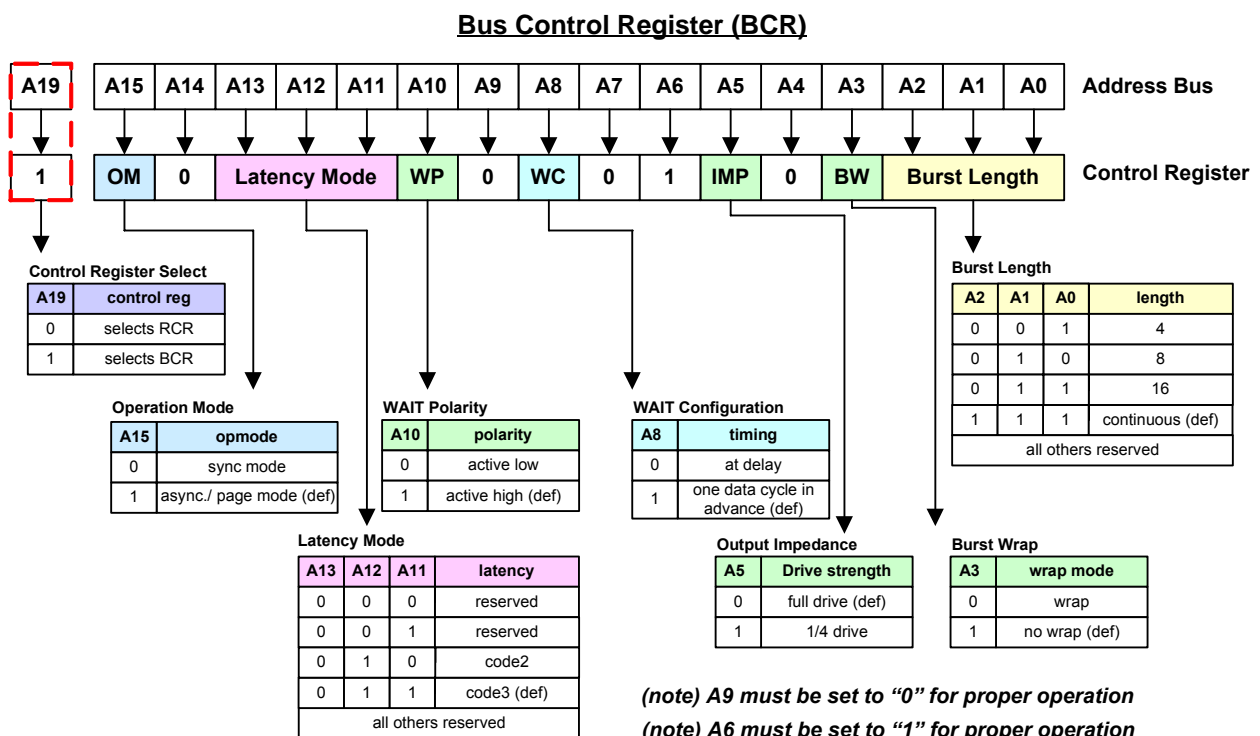 Bus Control Register (BCR)
A19 A15 A14 A13 A12 A11 A10 A9 A8 A7 A6 A5 A4 A3 A2 A1 A0 Address Bus
1 OM 0 Latency Mode WP 0 WC 0 1 IMP 0 BW Burst Length Control Register
Control Register Select
A19 control reg
0 selects RCR
1 selects BCR
Burst Length
A2 A1 A0 length
0 0 1 4
0 1 0 8
0 1 1 16
1 1 1 continuous (def)
all others reserved
Operation Mode
A15 opmode
0 sync mode
1 async./ page mode (def)
WAIT Polarity
A10 polarity
0 active low
1 active high (def)
WAIT Configuration
A8 timing
0 at delay
1 one data cycle in
advance (def)
Latency Mode
A13 A12 A11 latency
0 0 0 reserved
0 0 1 reserved
0 1 0 code2
0 1 1 code3 (def)
all others reserved
Output Impedance
A5 Drive strength
0 full drive (def)
1 1/4 drive
Burst Wrap
A3 wrap mode
0 wrap
1 no wrap (def)
(note) A9 must be set to “0” for proper operation
(note) A6 must be set to “1” for proper operation